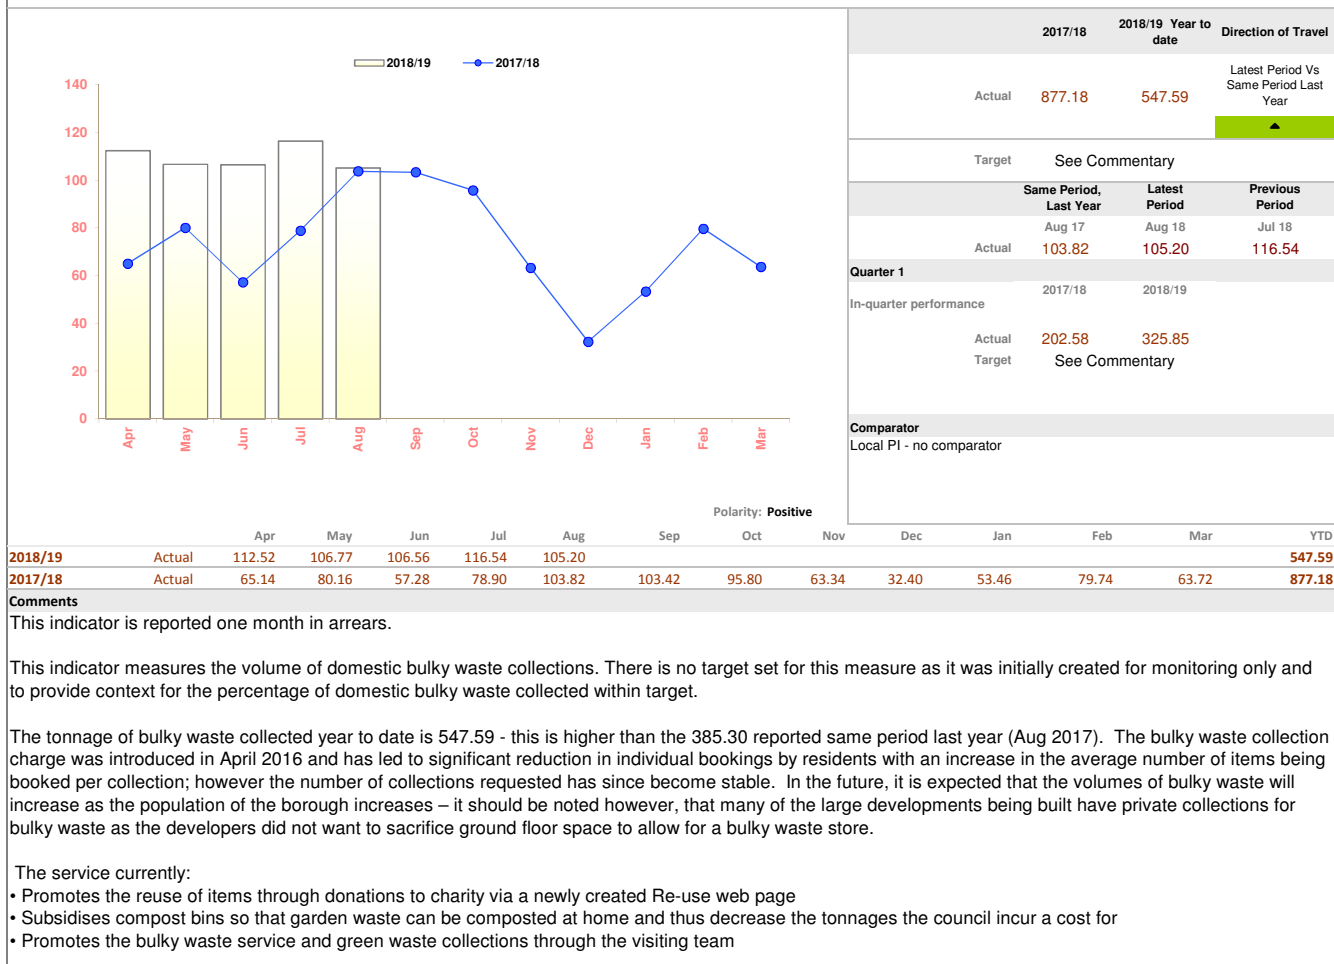 2018/19 2017/18
140
120
100
80
60
40
20
0
Apr May Jun Jul Aug Sep Oct Nov Dec Jan Feb Mar
Polarity: Positive
2017/18 2018/19 Year to date Direction of Travel
Actual 877.18 547.59 Latest Period Vs Same Period Last Year
Target See Commentary
Same Period, Last Year Latest Period Previous Period
Aug 17 Aug 18 Jul 18
Actual 103.82 105.20 116.54
Quarter 1
2017/18 2018/19
In-quarter performance
Actual 202.58 325.85
Target See Commentary
Comparator
Local PI - no comparator
Apr May Jun Jul Aug Sep Oct Nov Dec Jan Feb Mar YTD
2018/19 Actual 112.52 106.77 106.56 116.54 105.20 547.59
2017/18 Actual 65.14 80.16 57.28 78.90 103.82 103.42 95.80 63.34 32.40 53.46 79.74 63.72 877.18
Comments
This indicator is reported one month in arrears.
This indicator measures the volume of domestic bulky waste collections. There is no target set for this measure as it was initially created for monitoring only and
to provide context for the percentage of domestic bulky waste collected within target.
The tonnage of bulky waste collected year to date is 547.59 - this is higher than the 385.30 reported same period last year (Aug 2017). The bulky waste collection
charge was introduced in April 2016 and has led to significant reduction in individual bookings by residents with an increase in the average number of items being
booked per collection; however the number of collections requested has since become stable. In the future, it is expected that the volumes of bulky waste will
increase as the population of the borough increases – it should be noted however, that many of the large developments being built have private collections for
bulky waste as the developers did not want to sacrifice ground floor space to allow for a bulky waste store.
The service currently:
• Promotes the reuse of items through donations to charity via a newly created Re-use web page
• Subsidises compost bins so that garden waste can be composted at home and thus decrease the tonnages the council incur a cost for
• Promotes the bulky waste service and green waste collections through the visiting team